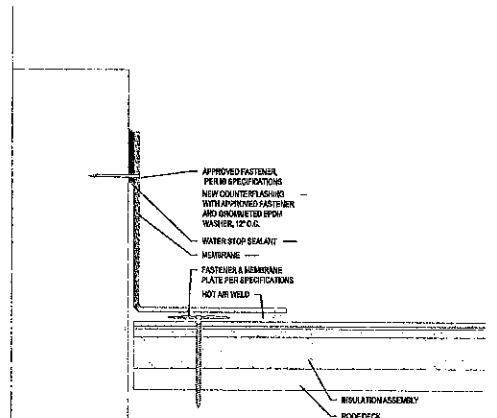 APPROVED FASTENER,
PER IB SPECIFICATIONS
NEW COUNTERFLASHING
WITH APPROVED FASTENER
AND GROMMETED EPDM
WASHER, 12" O.C.
WATER STOP SEALANT
MEMBRANE
FASTENER & MEMBRANE
PLATE PER SPECIFICATIONS
HOT AIR WELD
INSULATION ASSEMBLY
ROOF DECK